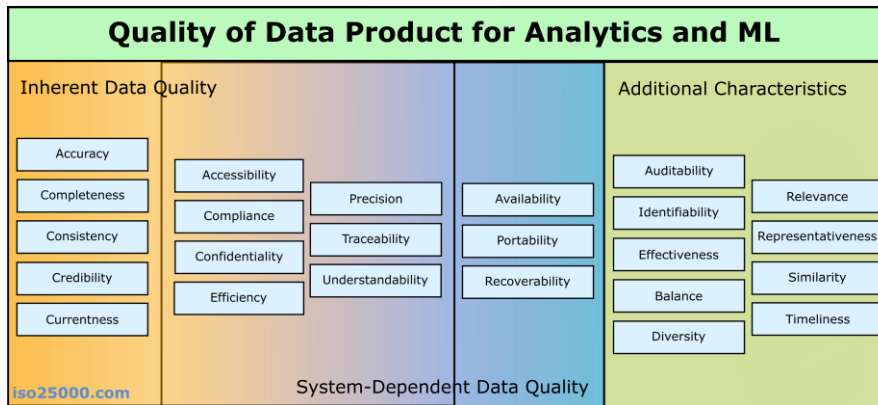 Quality of Data Product for Analytics and ML
Inherent Data Quality
Accuracy
Completeness
Consistency
Credibility
Currentness
Accessibility
Compliance
Confidentiality
Efficiency
Precision
Traceability
Understandability
Availability
Portability
Recoverability
System-Dependent Data Quality
Additional Characteristics
Auditability
Identifiability
Effectiveness
Balance
Diversity
Relevance
Representativeness
Similarity
Timeliness
iso25000.com